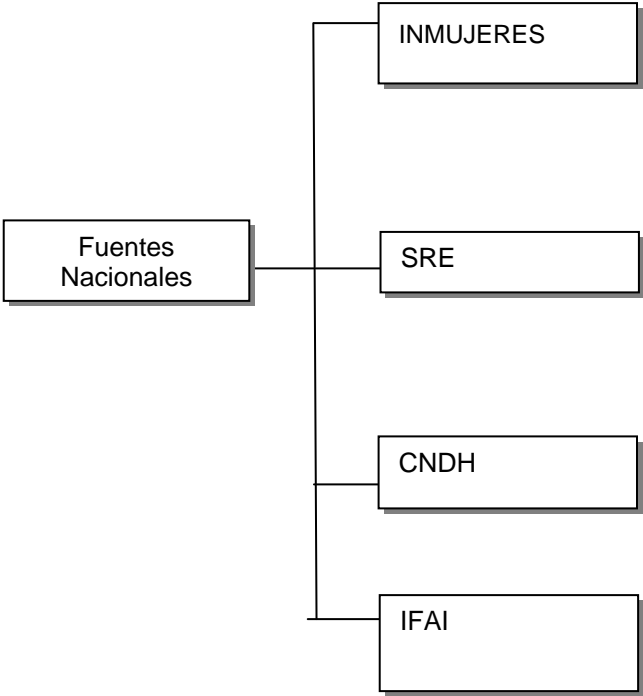 INMUJERES
Fuentes
Nacionales
SRE
CNDH
IFAI